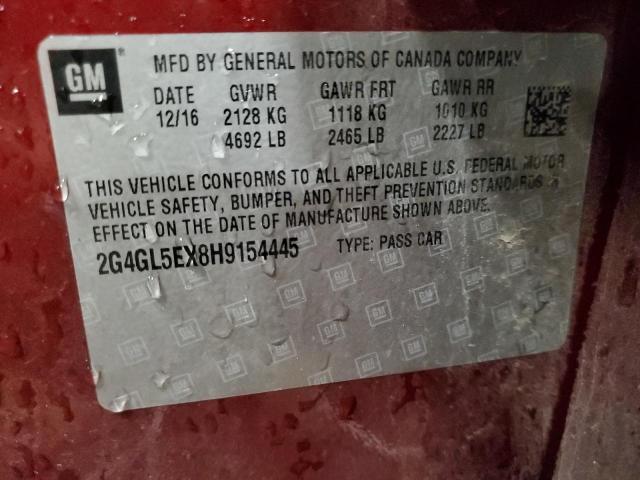 GM
MFD BY GENERAL MOTORS OF CANADA COMPANY
DATE GVWR GAWR FRT GAWR RR
12/16 2128 KG 1118 KG 1010 KG
4692 LB 2465 LB 2227 LB
THIS VEHICLE CONFORMS TO ALL APPLICABLE U.S. FEDERAL MOTOR
VEHICLE SAFETY, BUMPER, AND THEFT PREVENTION STANDARDS IN
EFFECT ON THE DATE OF MANUFACTURE SHOWN ABOVE.
2G4GL5EX8H9154445 TYPE: PASS CAR